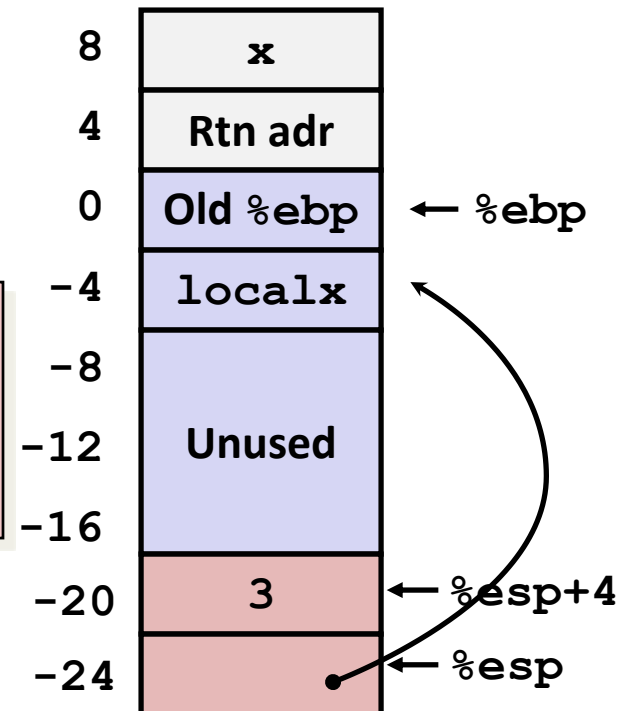 8 x
4 Rtn adr
0 Old %ebp %ebp
-4 localx
-8
-12 Unused
-16
-20 3 %esp+4
-24 %esp